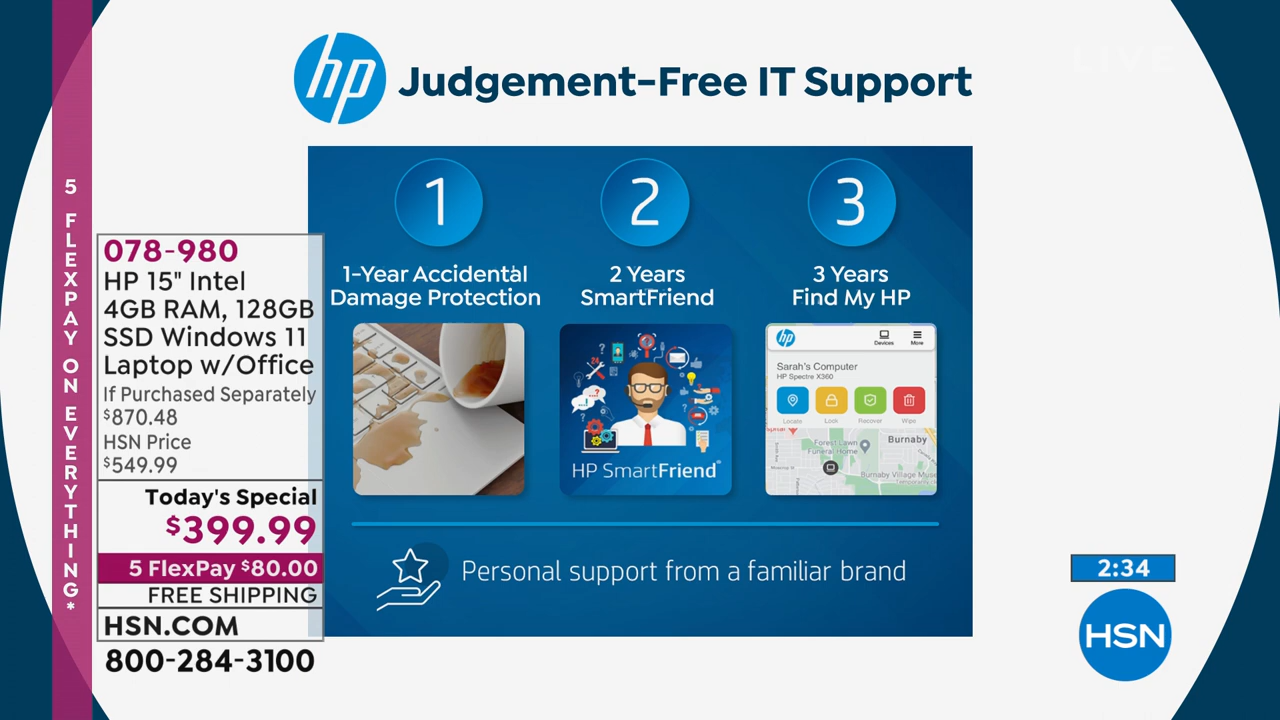 hp Judgement-Free IT Support
LIVE
5 FLEXPAY ON EVERYTHING*
1
2
3
1-Year Accidental
Damage Protection
2 Years
SmartFriend
3 Years
Find My HP
HP SmartFriend
hp
Devices
More
Sarah's Computer
HP Spectre X360
Locate
Lock
Recover
Wipe
Forest Lawn
Funeral Home
Burnaby
Burnaby Village
Personal support from a familiar brand
078-980
HP 15" Intel
4GB RAM, 128GB
SSD Windows 11
Laptop w/Office
If Purchased Separately
$870.48
HSN Price
$549.99
Today's Special
$399.99
5 FlexPay $80.00
FREE SHIPPING
HSN.COM
800-284-3100
2:34
HSN